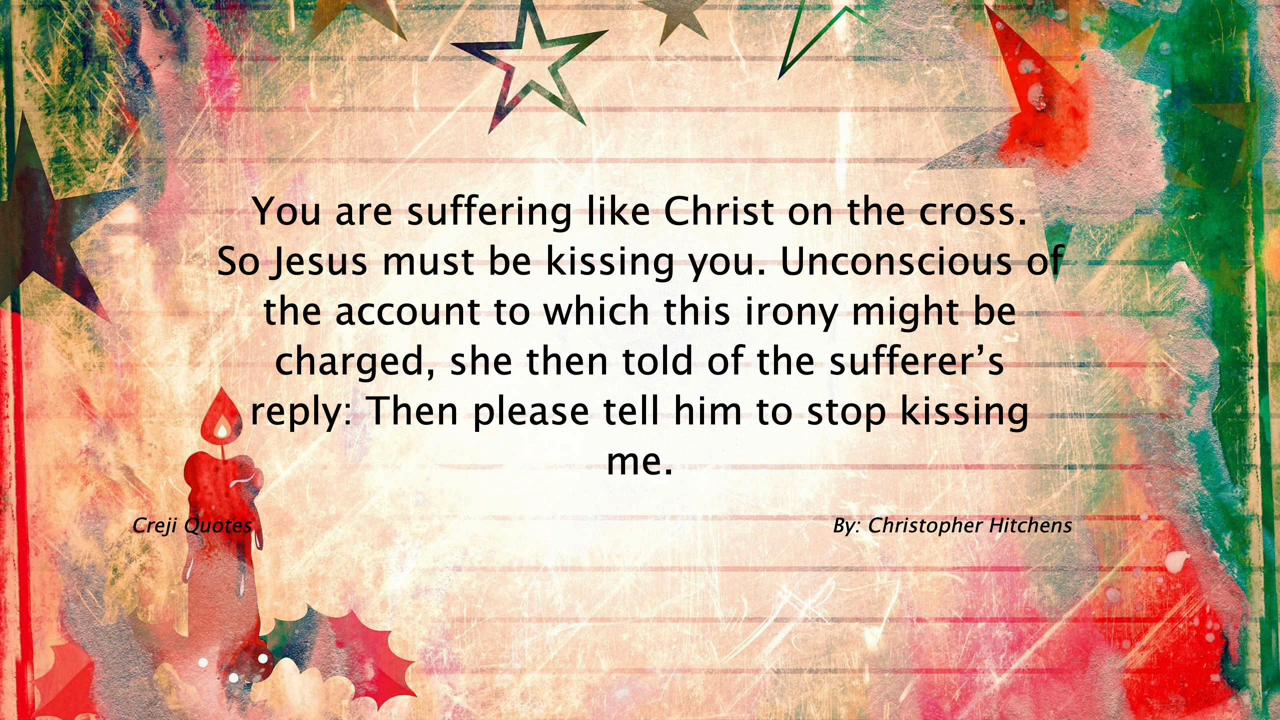 You are suffering like Christ on the cross.
So Jesus must be kissing you. Unconscious of
the account to which this irony might be
charged, she then told of the sufferer’s
reply: Then please tell him to stop kissing
me.
Creji Quotes
By: Christopher Hitchens